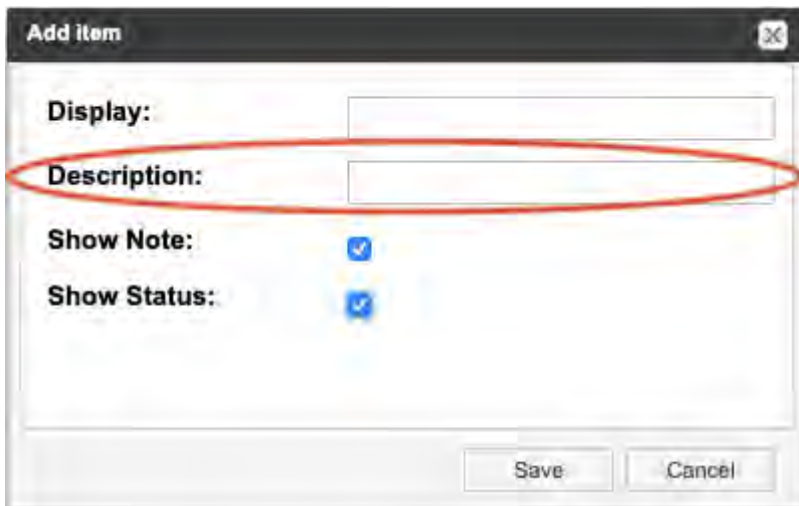 Add item
Display:
Description:
Show Note:
Show Status:
Save Cancel